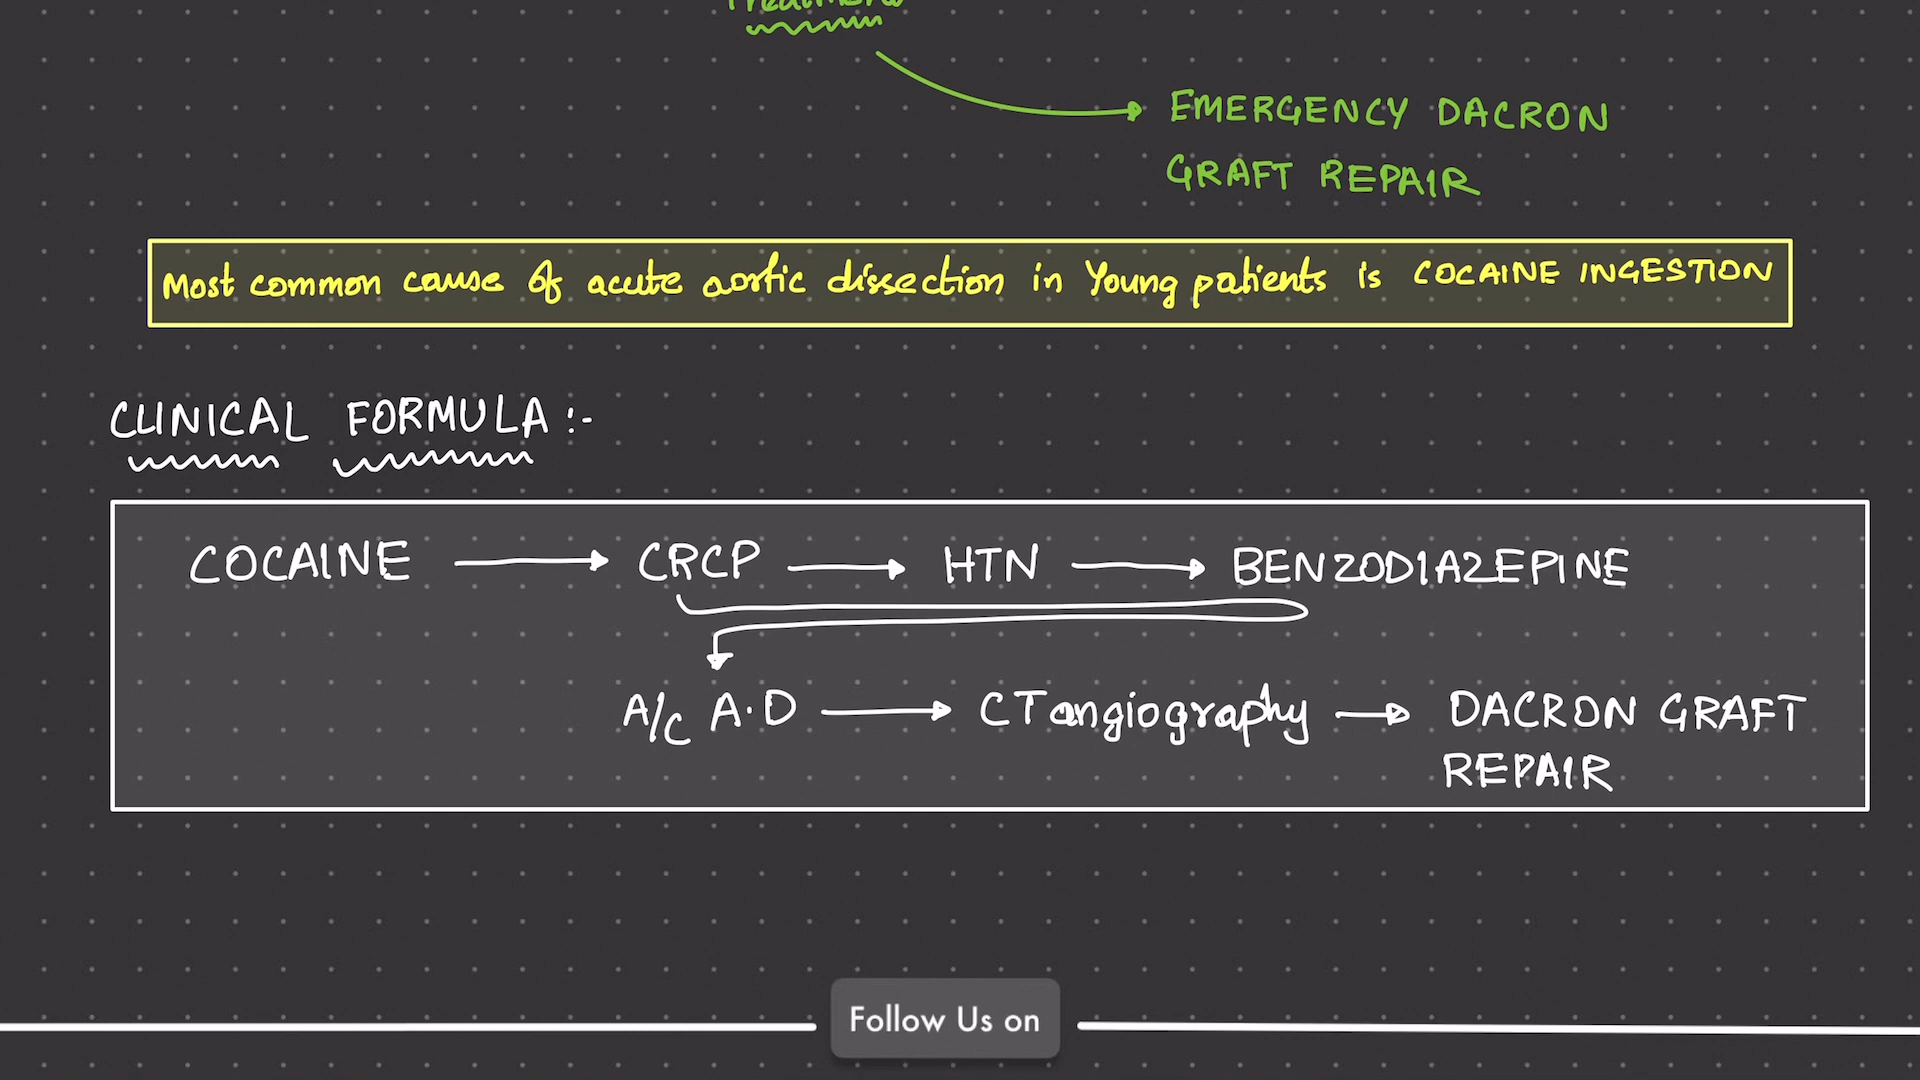 Treatment
EMERGENCY DACRON
GRAFT REPAIR
Most common cause of acute aortic dissection in Young patients is COCAINE INGESTION
CLINICAL FORMULA :-
COCAINE → CRCP → HTN → BENZODIAZEPINE
A/C A.D → CT angiography → DACRON GRAFT
REPAIR
Follow Us on